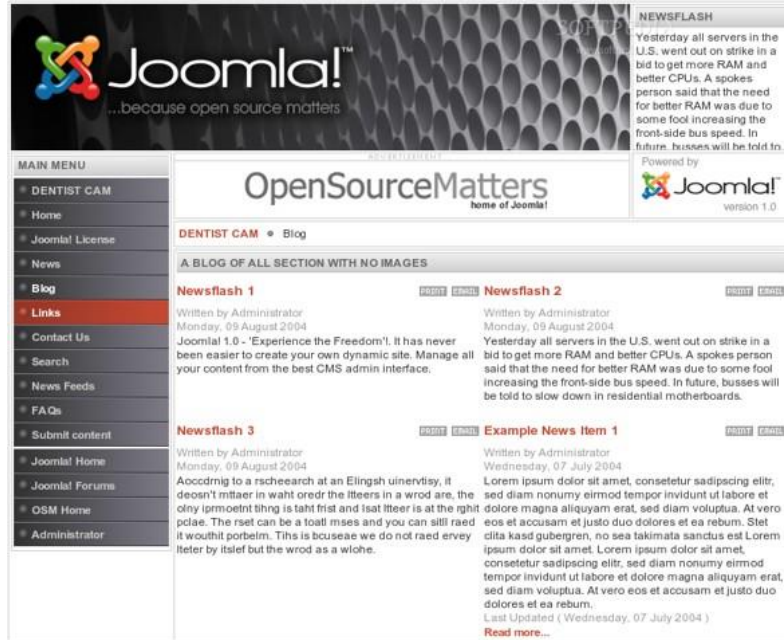 Joomla!™
...because open source matters
SOFTPEDIA
NEWSFLASH
Yesterday all servers in the
U.S. went out on strike in a
bid to get more RAM and
better CPUs. A spokes
person said that the need
for better RAM was due to
some fool increasing the
front-side bus speed. In
future, busses will be told to
MAIN MENU
DENTIST CAM
Home
Joomla! License
News
Blog
Links
Contact Us
Search
News Feeds
FAQs
Submit content
Joomla! Home
Joomla! Forums
OSM Home
Administrator
ADVERTISEMENT
OpenSourceMatters
home of Joomla!
Powered by
Joomla!™
version 1.0
DENTIST CAM Blog
A BLOG OF ALL SECTION WITH NO IMAGES
Newsflash 1 PRINT EMAIL
Written by Administrator
Monday, 09 August 2004
Joomla! 1.0 - 'Experience the Freedom'!. It has never
been easier to create your own dynamic site. Manage all
your content from the best CMS admin interface.
Newsflash 2 PRINT EMAIL
Written by Administrator
Monday, 09 August 2004
Yesterday all servers in the U.S. went out on strike in a
bid to get more RAM and better CPUs. A spokes person
said that the need for better RAM was due to some fool
increasing the front-side bus speed. In future, busses will
be told to slow down in residential motherboards.
Newsflash 3 PRINT EMAIL
Written by Administrator
Monday, 09 August 2004
Aoccdrnig to a rscheearch at an Elingsh uinervtisy, it
deosn't mttaer in waht oredr the ltteers in a wrod are, the
olny iprmoetnt tihng is taht frist and lsat ltteer is at the rghit
pclae. The rset can be a toatl mses and you can sitll raed
it wouthit porbelm. Tihs is bcuseae we do not raed ervey
lteter by itslef but the wrod as a wlohe.
Example News Item 1 PRINT EMAIL
Written by Administrator
Wednesday, 07 July 2004
Lorem ipsum dolor sit amet, consetetur sadipscing elitr,
sed diam nonumy eirmod tempor invidunt ut labore et
dolore magna aliquyam erat, sed diam voluptua. At vero
eos et accusam et justo duo dolores et ea rebum. Stet
clita kasd gubergren, no sea takimata sanctus est Lorem
ipsum dolor sit amet. Lorem ipsum dolor sit amet,
consetetur sadipscing elitr, sed diam nonumy eirmod
tempor invidunt ut labore et dolore magna aliquyam erat,
sed diam voluptua. At vero eos et accusam et justo duo
dolores et ea rebum.
Last Updated ( Wednesday, 07 July 2004 )
Read more...